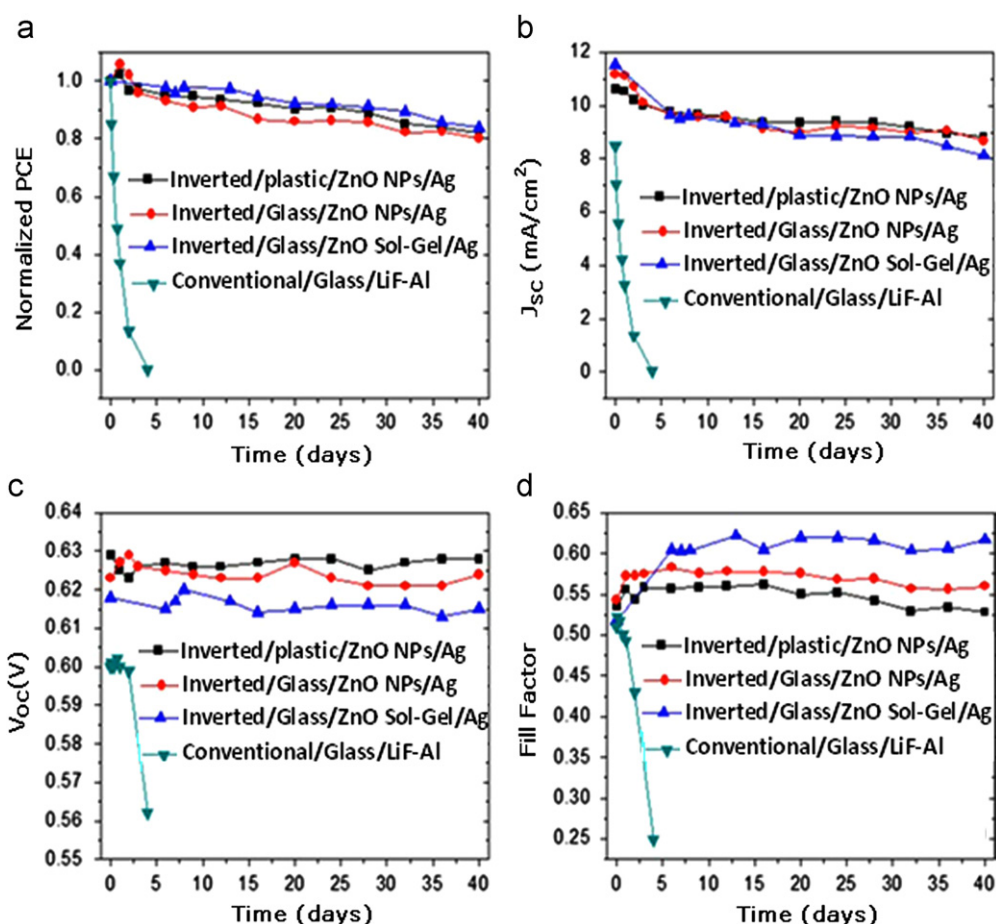 a
Normalized PCE
1.0
0.8
0.6
0.4
0.2
0.0
Inverted/plastic/ZnO NPs/Ag
Inverted/Glass/ZnO NPs/Ag
Inverted/Glass/ZnO Sol-Gel/Ag
Conventional/Glass/LiF-Al
0 5 10 15 20 25 30 35 40
Time (days)
b
JSC (mA/cm²)
12
10
8
6
4
2
0
Inverted/plastic/ZnO NPs/Ag
Inverted/Glass/ZnO NPs/Ag
Inverted/Glass/ZnO Sol-Gel/Ag
Conventional/Glass/LiF-Al
0 5 10 15 20 25 30 35 40
Time (days)
c
VOC(V)
0.64
0.63
0.62
0.61
0.60
0.59
0.58
0.57
0.56
0.55
Inverted/plastic/ZnO NPs/Ag
Inverted/Glass/ZnO NPs/Ag
Inverted/Glass/ZnO Sol-Gel/Ag
Conventional/Glass/LiF-Al
0 5 10 15 20 25 30 35 40
Time (days)
d
Fill Factor
0.65
0.60
0.55
0.50
0.45
0.40
0.35
0.30
0.25
Inverted/plastic/ZnO NPs/Ag
Inverted/Glass/ZnO NPs/Ag
Inverted/Glass/ZnO Sol-Gel/Ag
Conventional/Glass/LiF-Al
0 5 10 15 20 25 30 35 40
Time (days)